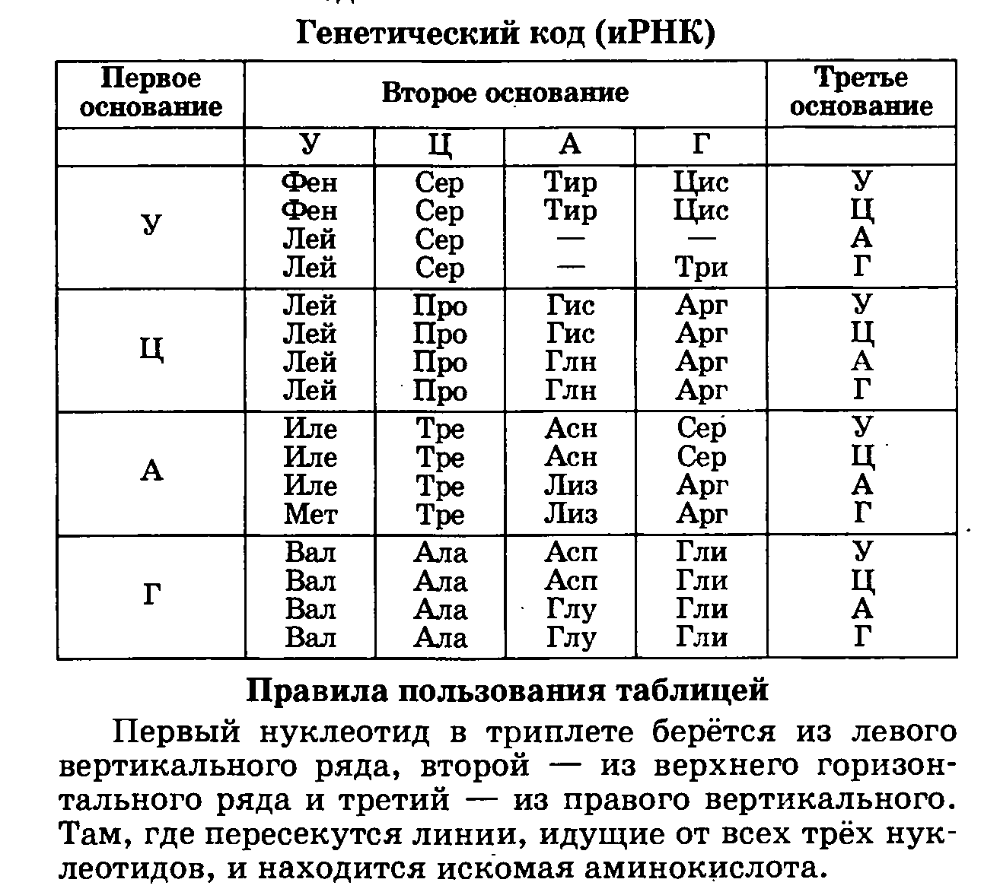 Генетический код (иРНК)
Первое основание | Второе основание | Третье основание
У | Ц | А | Г
У | Фен | Сер | Тир | Цис | У
Фен | Сер | Тир | Цис | Ц
Лей | Сер | — | — | А
Лей | Сер | — | Три | Г
Ц | Лей | Про | Гис | Арг | У
Лей | Про | Гис | Арг | Ц
Лей | Про | Глн | Арг | А
Лей | Про | Глн | Арг | Г
А | Иле | Тре | Асн | Сер | У
Иле | Тре | Асн | Сер | Ц
Иле | Тре | Лиз | Арг | А
Мет | Тре | Лиз | Арг | Г
Г | Вал | Ала | Асп | Гли | У
Вал | Ала | Асп | Гли | Ц
Вал | Ала | Глу | Гли | А
Вал | Ала | Глу | Гли | Г
Правила пользования таблицей
Первый нуклеотид в триплете берётся из левого
вертикального ряда, второй — из верхнего горизон-
тального ряда и третий — из правого вертикального.
Там, где пересекутся линии, идущие от всех трёх нук-
леотидов, и находится искомая аминокислота.